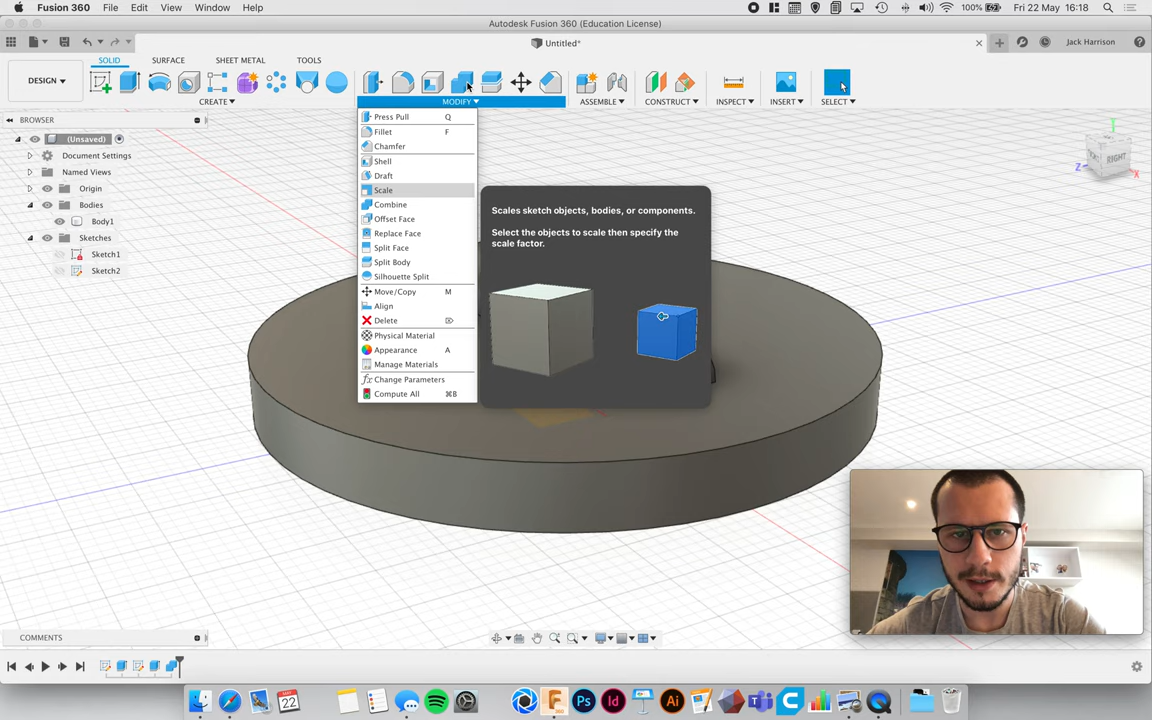 Fusion 360 File Edit View Window Help 100% Fri 22 May 16:18
Autodesk Fusion 360 (Education License)
Untitled* Jack Harrison
SOLID SURFACE SHEET METAL TOOLS
DESIGN
CREATE MODIFY ASSEMBLE CONSTRUCT INSPECT INSERT SELECT
BROWSER
(Unsaved)
Document Settings
Named Views
Origin
Bodies
Body1
Sketches
Sketch1
Sketch2
Press Pull Q
Fillet F
Chamfer
Shell
Draft
Scale
Combine
Offset Face
Replace Face
Split Face
Split Body
Silhouette Split
Move/Copy M
Align
Delete
Physical Material
Appearance A
Manage Materials
Change Parameters
Compute All ⌘B
Scales sketch objects, bodies, or components.
Select the objects to scale then specify the
scale factor.
RIGHT
Z
X
Y
COMMENTS
MAY
22
Ps Id Ai